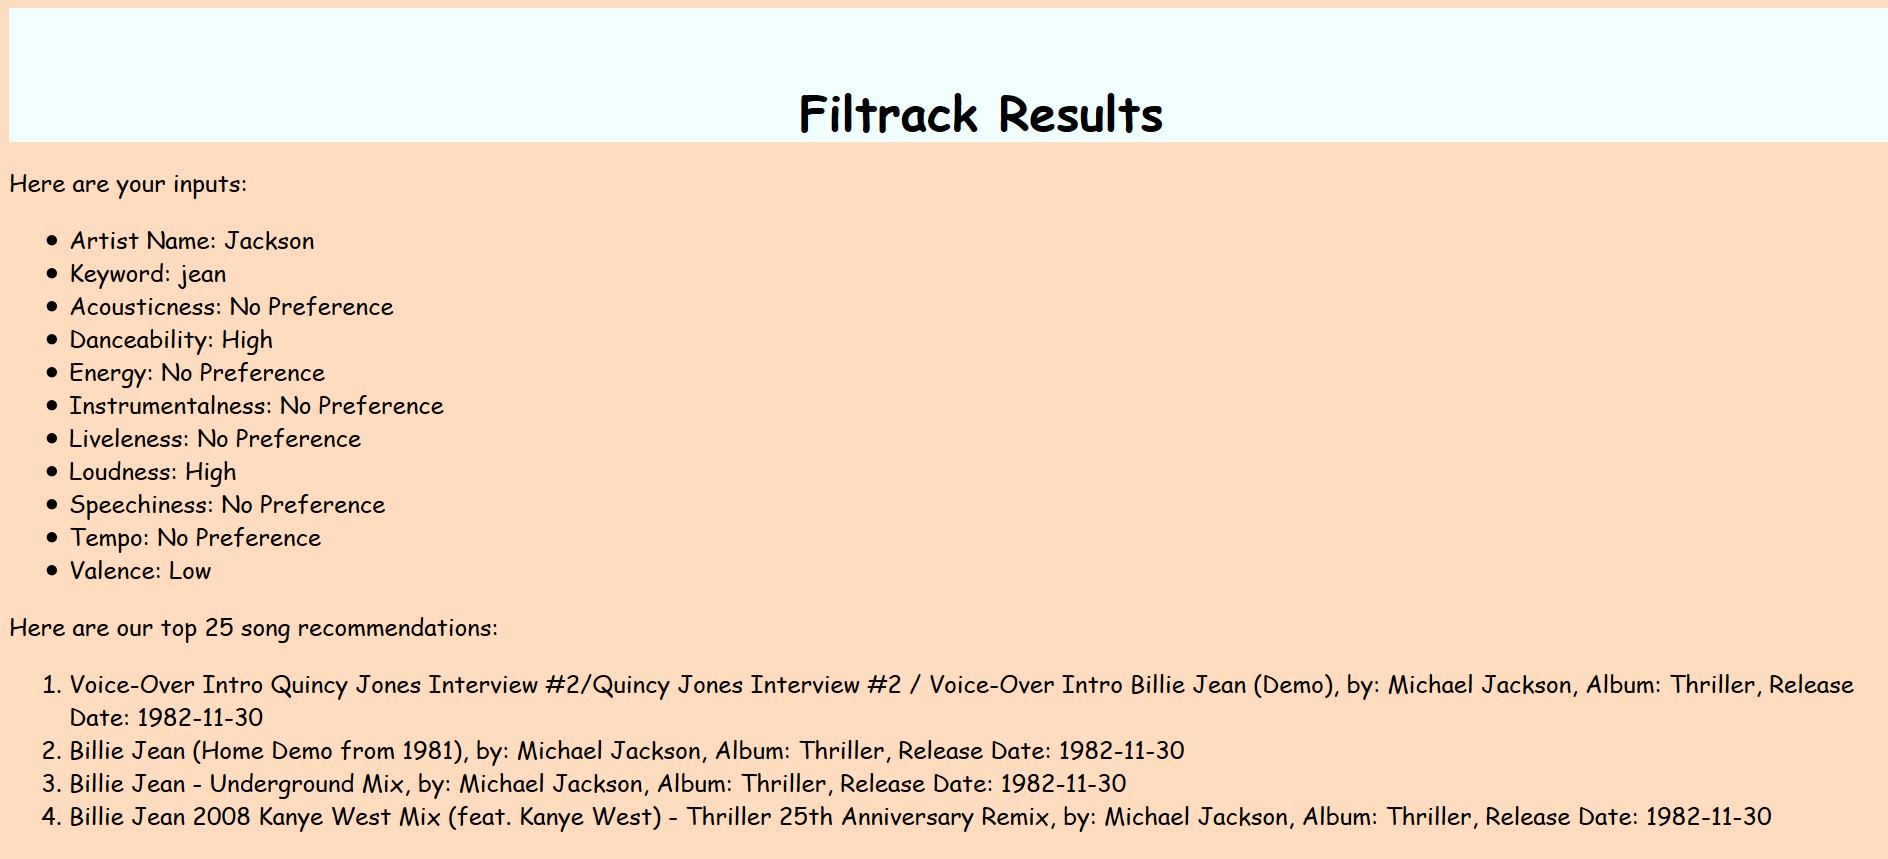 Filtrack Results
Here are your inputs:
• Artist Name: Jackson
• Keyword: jean
• Acousticness: No Preference
• Danceability: High
• Energy: No Preference
• Instrumentalness: No Preference
• Liveleness: No Preference
• Loudness: High
• Speechiness: No Preference
• Tempo: No Preference
• Valence: Low
Here are our top 25 song recommendations:
1. Voice-Over Intro Quincy Jones Interview #2/Quincy Jones Interview #2 / Voice-Over Intro Billie Jean (Demo), by: Michael Jackson, Album: Thriller, Release
Date: 1982-11-30
2. Billie Jean (Home Demo from 1981), by: Michael Jackson, Album: Thriller, Release Date: 1982-11-30
3. Billie Jean - Underground Mix, by: Michael Jackson, Album: Thriller, Release Date: 1982-11-30
4. Billie Jean 2008 Kanye West Mix (feat. Kanye West) - Thriller 25th Anniversary Remix, by: Michael Jackson, Album: Thriller, Release Date: 1982-11-30